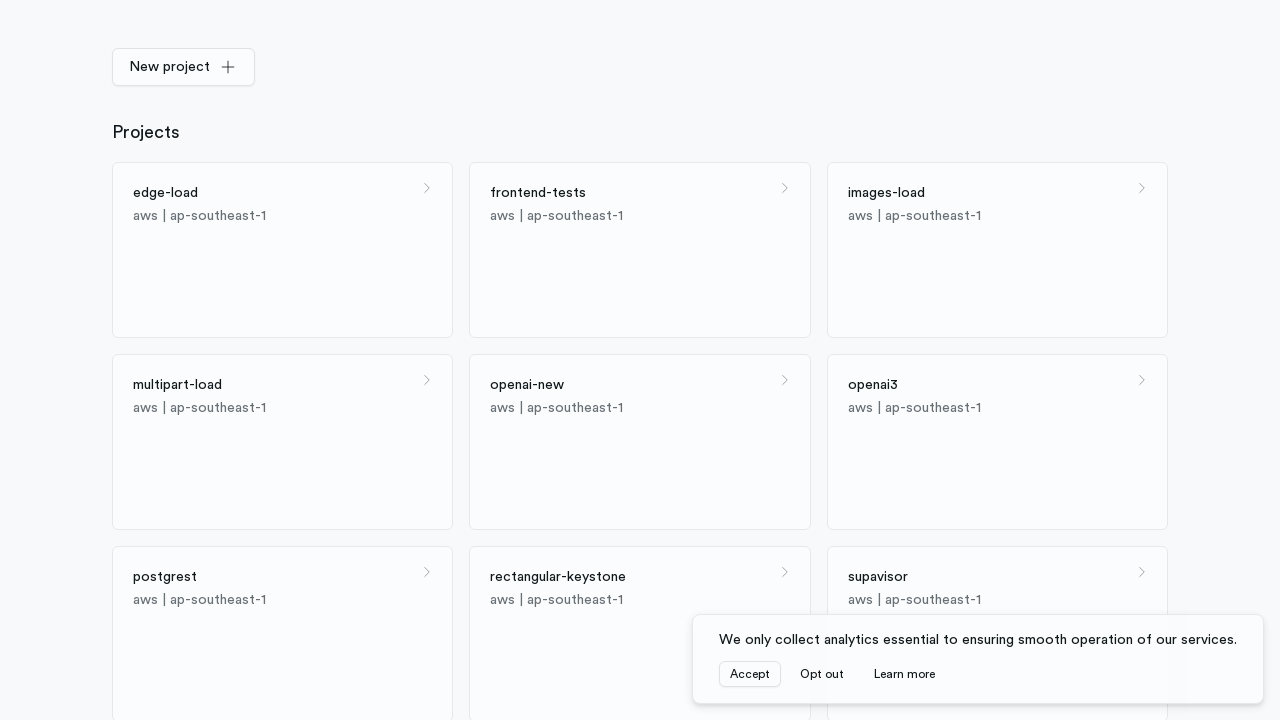 New project
Projects
edge-load
aws | ap-southeast-1
frontend-tests
aws | ap-southeast-1
images-load
aws | ap-southeast-1
multipart-load
aws | ap-southeast-1
openai-new
aws | ap-southeast-1
openai3
aws | ap-southeast-1
postgrest
aws | ap-southeast-1
rectangular-keystone
aws | ap-southeast-1
supavisor
aws | ap-southeast-1
We only collect analytics essential to ensuring smooth operation of our services.
Accept Opt out Learn more